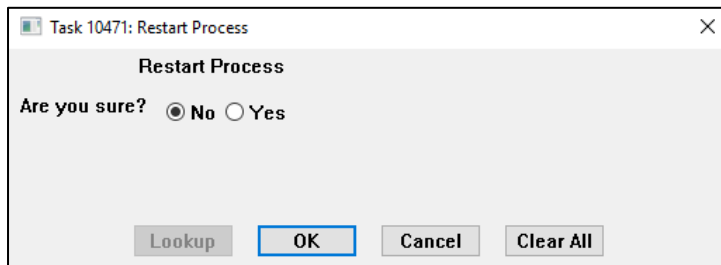 Task 10471: Restart Process
Restart Process
Are you sure? No Yes
Lookup OK Cancel Clear All